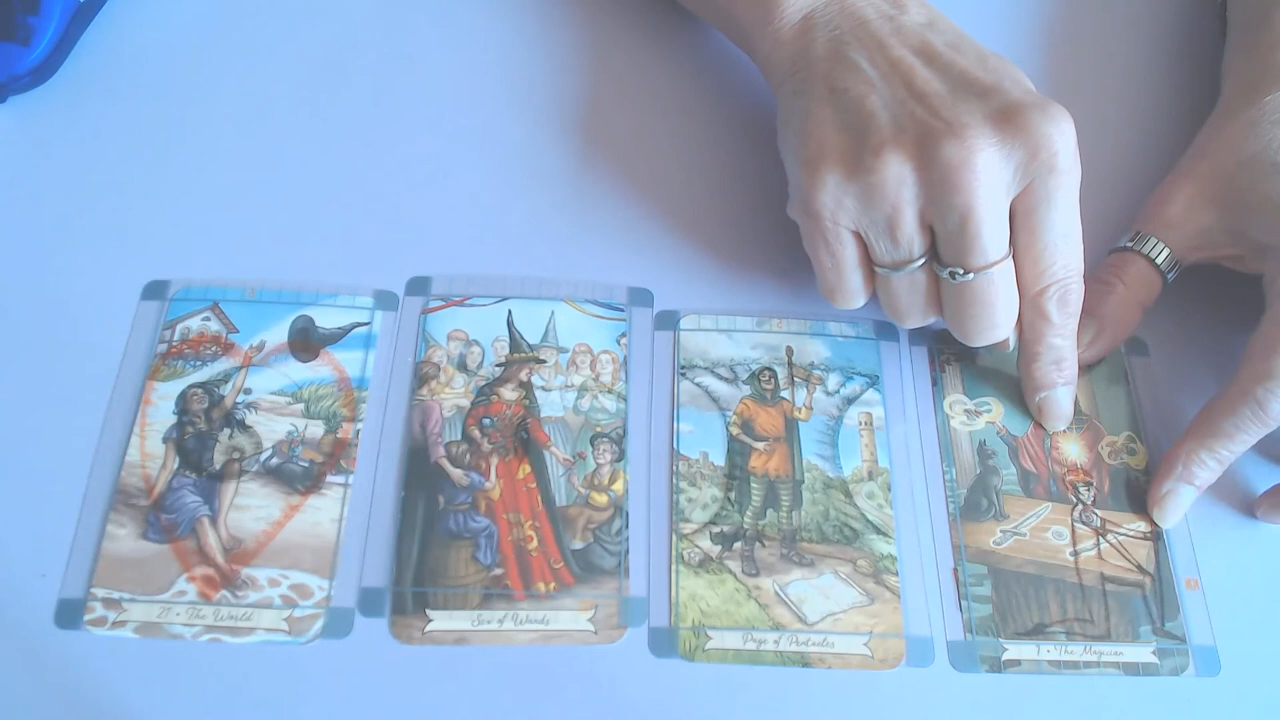 21 • The World
Six of Wands
Page of Pentacles
1 • The Magician